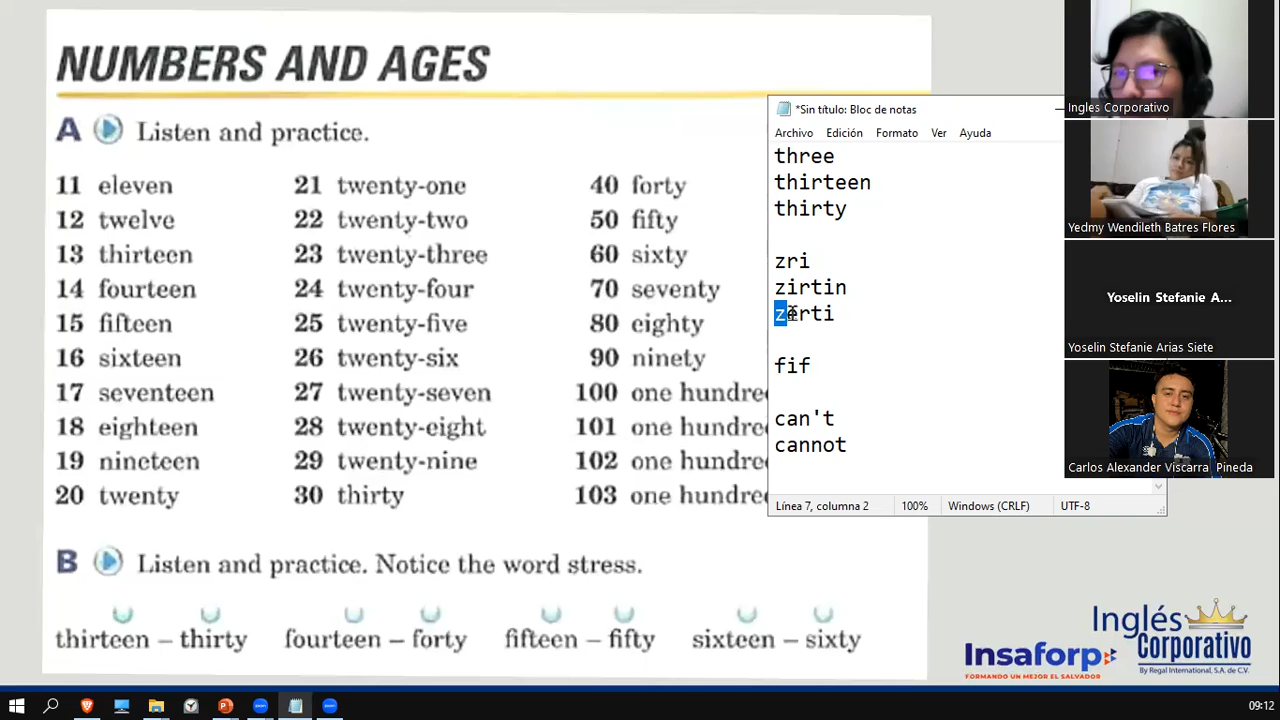 NUMBERS AND AGES
A Listen and practice.
11 eleven
12 twelve
13 thirteen
14 fourteen
15 fifteen
16 sixteen
17 seventeen
18 eighteen
19 nineteen
20 twenty
21 twenty-one
22 twenty-two
23 twenty-three
24 twenty-four
25 twenty-five
26 twenty-six
27 twenty-seven
28 twenty-eight
29 twenty-nine
30 thirty
40 forty
50 fifty
60 sixty
70 seventy
80 eighty
90 ninety
100 one hundre
101 one hundre
102 one hundre
103 one hundre
B Listen and practice. Notice the word stress.
thirteen – thirty fourteen – forty fifteen – fifty sixteen – sixty
*Sin título: Bloc de notas
Archivo Edición Formato Ver Ayuda
three
thirteen
thirty
zri
zirtin
zerti
fif
can't
cannot
Línea 7, columna 2 100% Windows (CRLF) UTF-8
Ingles Corporativo
Yedmy Wendileth Batres Flores
Yoselin Stefanie A...
Yoselin Stefanie Arias Siete
Carlos Alexander Viscarra Pineda
Insaforp
FORMANDO UN MEJOR EL SALVADOR
Inglés
Corporativo
By Regal International, S.A. de C.V.
09:12